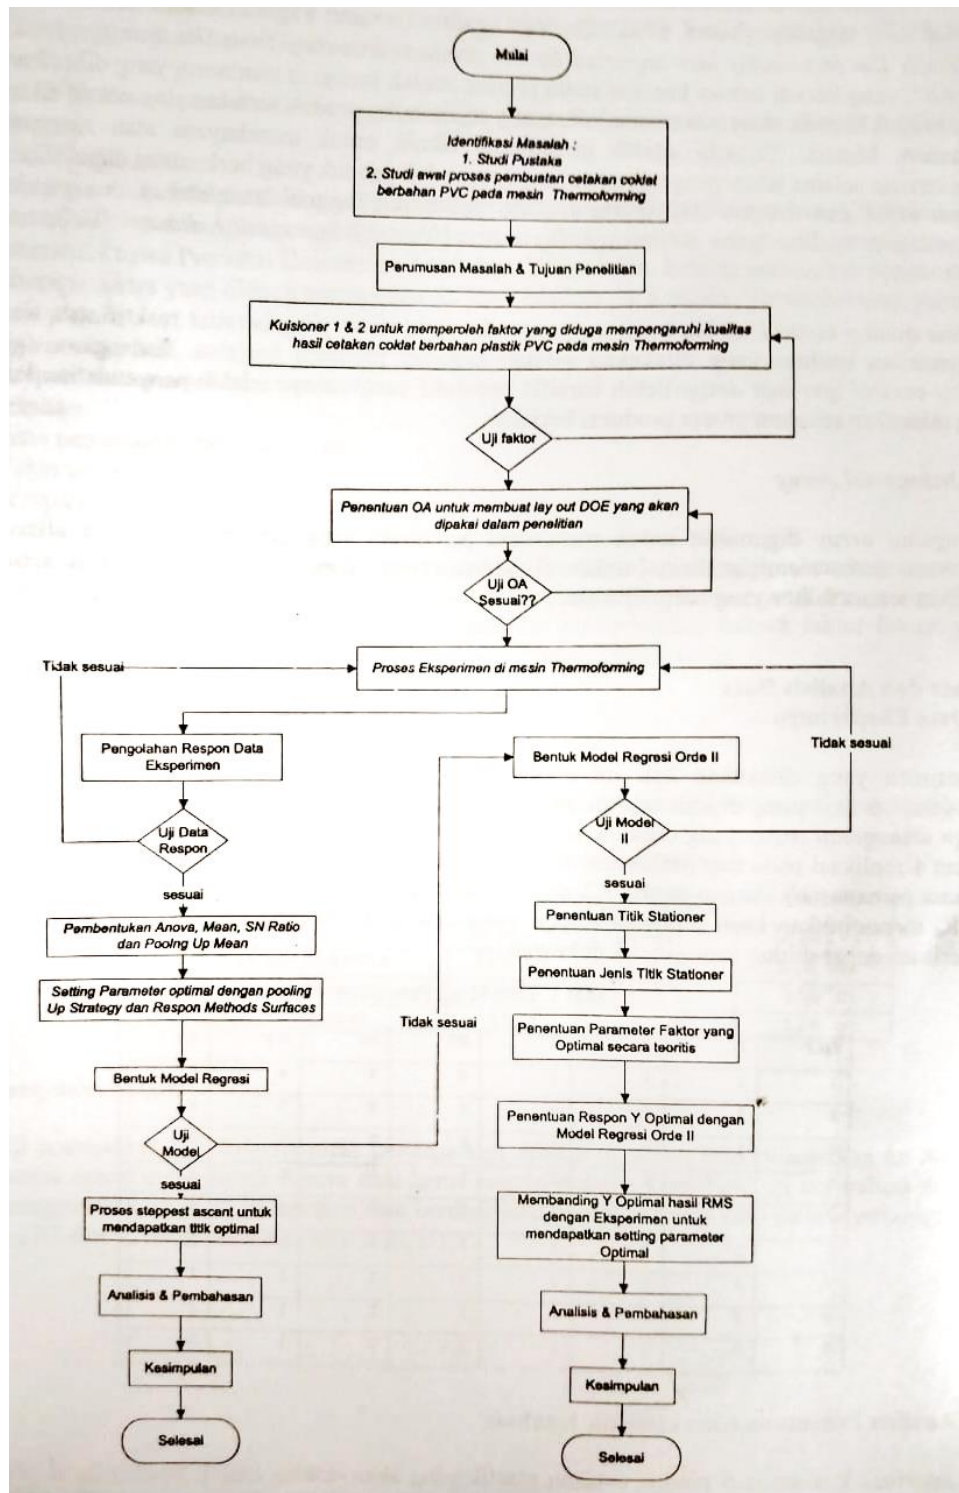 Mulai
Identifikasi Masalah :
1. Studi Pustaka
2. Studi awal proses pembuatan cetakan coklat
berbahan PVC pada mesin Thermoforming
Perumusan Masalah & Tujuan Penelitian
Kuisioner 1 & 2 untuk memperoleh faktor yang diduga mempengaruhi kualitas
hasil cetakan coklat berbahan plastik PVC pada mesin Thermoforming
Uji faktor
Penentuan OA untuk membuat lay out DOE yang akan
dipakai dalam penelitian
Uji OA
Sesuai??
Tidak sesuai
Proses Eksperimen di mesin Thermoforming
Pengolahan Respon Data
Eksperimen
Uji Data
Respon
sesuai
Pembentukan Anova, Mean, SN Ratio
dan Poolng Up Mean
Setting Parameter optimal dengan pooling
Up Strategy dan Respon Methods Surfaces
Bentuk Model Regresi
Uji
Model
sesuai
Proses steppest ascent untuk
mendapatkan titik optimal
Analisis & Pembahasan
Kesimpulan
Selesai
Tidak sesuai
Bentuk Model Regresi Orde II
Tidak sesuai
Uji Model
II
sesuai
Penentuan Titik Stationer
Penentuan Jenis Titik Stationer
Penentuan Parameter Faktor yang
Optimal secara teoritis
Penentuan Respon Y Optimal dengan
Model Regresi Orde II
Membanding Y Optimal hasil RMS
dengan Eksperimen untuk
mendapatkan setting parameter
Optimal
Analisis & Pembahasan
Kesimpulan
Selesai